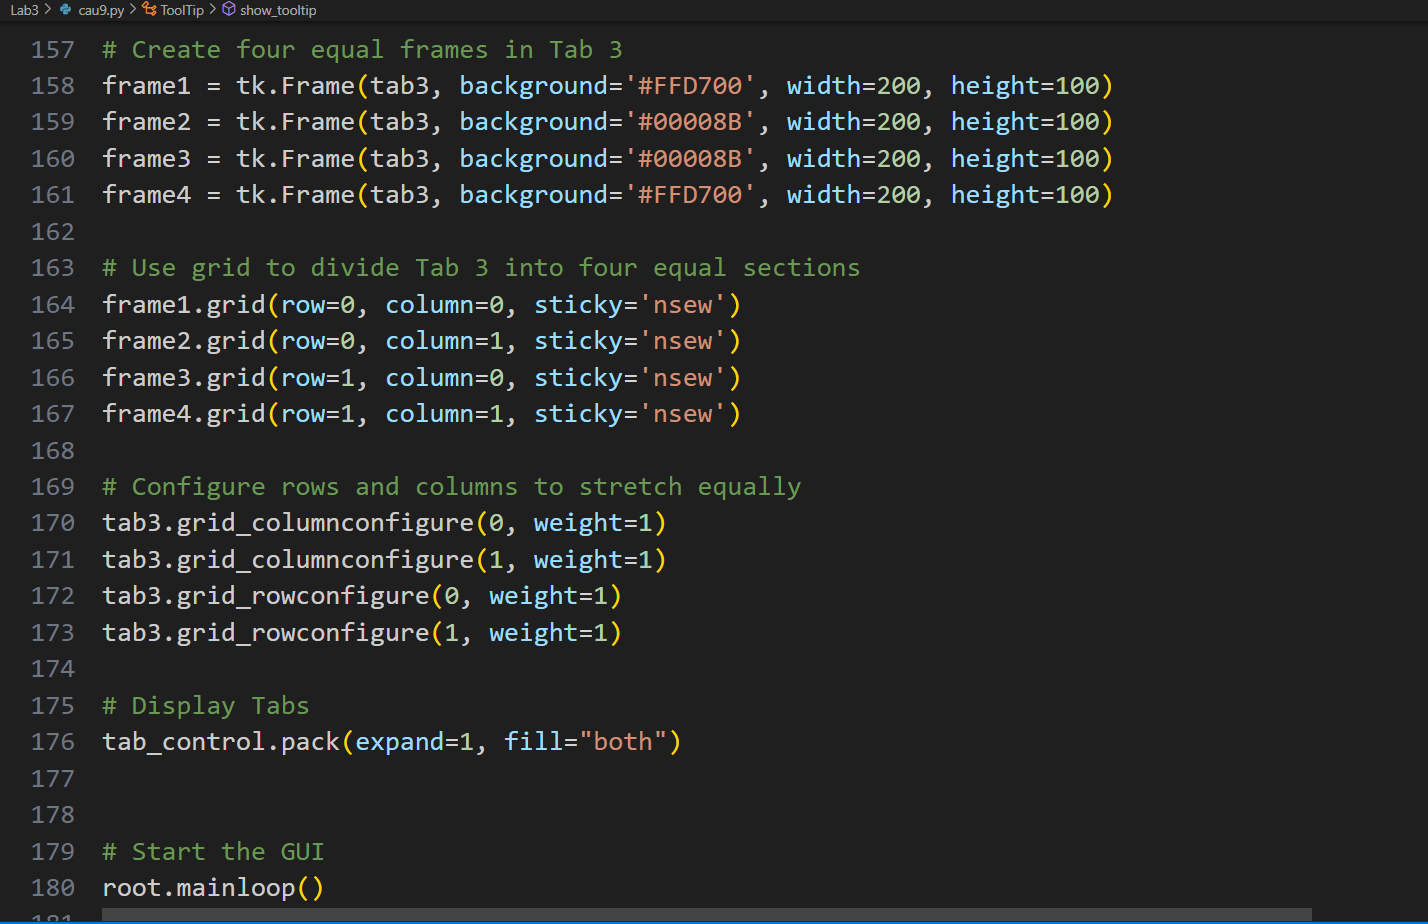 Lab3 > cau9.py > ToolTip > show_tooltip
157 # Create four equal frames in Tab 3
158 frame1 = tk.Frame(tab3, background='#FFD700', width=200, height=100)
159 frame2 = tk.Frame(tab3, background='#00008B', width=200, height=100)
160 frame3 = tk.Frame(tab3, background='#00008B', width=200, height=100)
161 frame4 = tk.Frame(tab3, background='#FFD700', width=200, height=100)
162
163 # Use grid to divide Tab 3 into four equal sections
164 frame1.grid(row=0, column=0, sticky='nsew')
165 frame2.grid(row=0, column=1, sticky='nsew')
166 frame3.grid(row=1, column=0, sticky='nsew')
167 frame4.grid(row=1, column=1, sticky='nsew')
168
169 # Configure rows and columns to stretch equally
170 tab3.grid_columnconfigure(0, weight=1)
171 tab3.grid_columnconfigure(1, weight=1)
172 tab3.grid_rowconfigure(0, weight=1)
173 tab3.grid_rowconfigure(1, weight=1)
174
175 # Display Tabs
176 tab_control.pack(expand=1, fill="both")
177
178
179 # Start the GUI
180 root.mainloop()
181